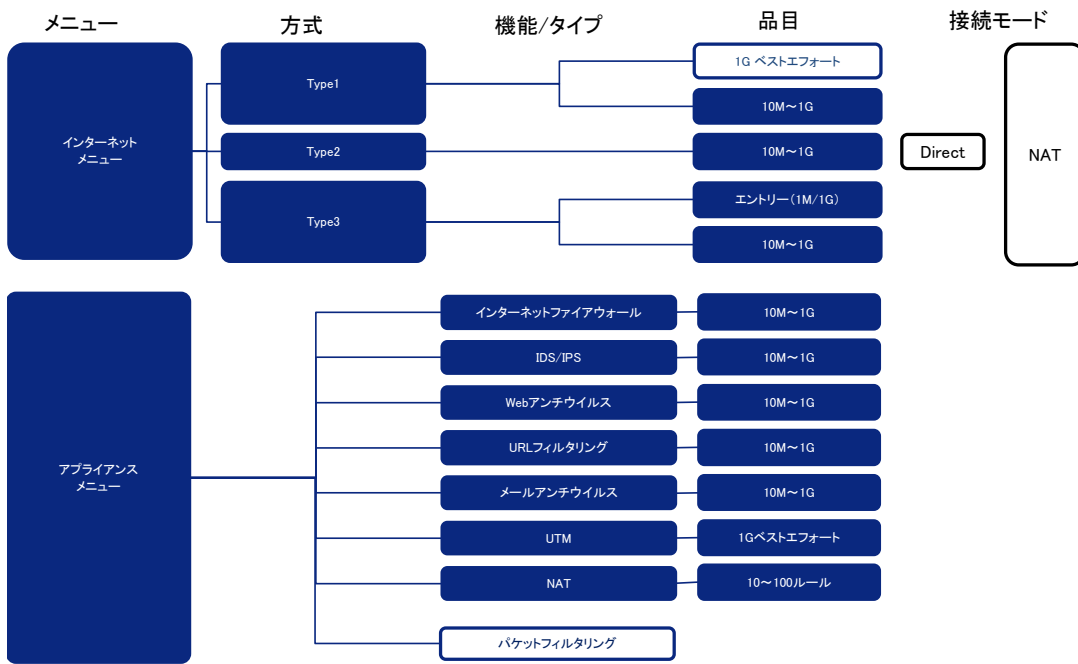 メニュー
方式
機能/タイプ
品目
接続モード
インターネット
メニュー
Type1
1G ベストエフォート
10M～1G
Type2
10M～1G
Type3
エントリー（1M/1G）
10M～1G
Direct
NAT
アプライアンス
メニュー
インターネットファイアウォール
10M～1G
IDS/IPS
10M～1G
Webアンチウイルス
10M～1G
URLフィルタリング
10M～1G
メールアンチウイルス
10M～1G
UTM
1Gベストエフォート
NAT
10～100ルール
パケットフィルタリング